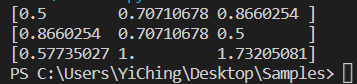 [0.5        0.70710678 0.8660254 ]
[0.8660254  0.70710678 0.5       ]
[0.57735027 1.         1.73205081]
PS C:\Users\YiChing\Desktop\Samples>